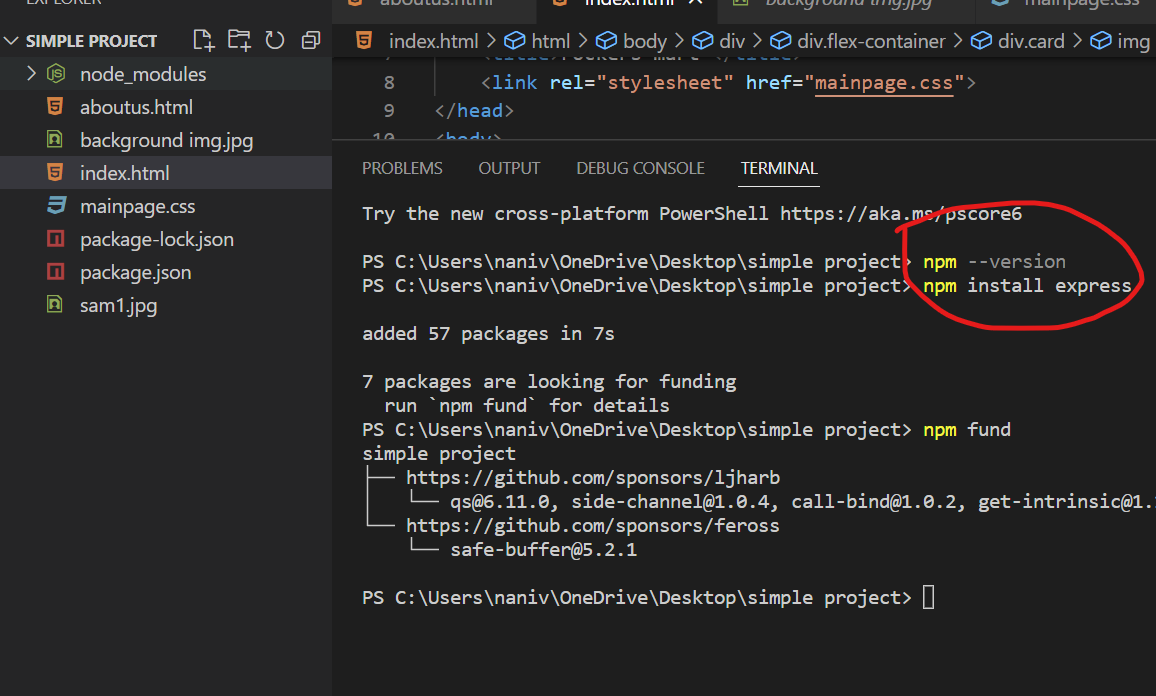 EXPLORER
aboutus.html
index.html
background img.jpg
mainpage.css
SIMPLE PROJECT
index.html > html > body > div > div.flex-container > div.card > img
node_modules
aboutus.html
background img.jpg
index.html
mainpage.css
package-lock.json
package.json
sam1.jpg
8 <link rel="stylesheet" href="mainpage.css">
9 </head>
10 <body>
PROBLEMS OUTPUT DEBUG CONSOLE TERMINAL
Try the new cross-platform PowerShell https://aka.ms/pscore6
PS C:\Users\naniv\OneDrive\Desktop\simple project> npm --version
PS C:\Users\naniv\OneDrive\Desktop\simple project> npm install express
added 57 packages in 7s
7 packages are looking for funding
run `npm fund` for details
PS C:\Users\naniv\OneDrive\Desktop\simple project> npm fund
simple project
├── https://github.com/sponsors/ljharb
│ └── qs@6.11.0, side-channel@1.0.4, call-bind@1.0.2, get-intrinsic@1.
└── https://github.com/sponsors/feross
└── safe-buffer@5.2.1
PS C:\Users\naniv\OneDrive\Desktop\simple project>